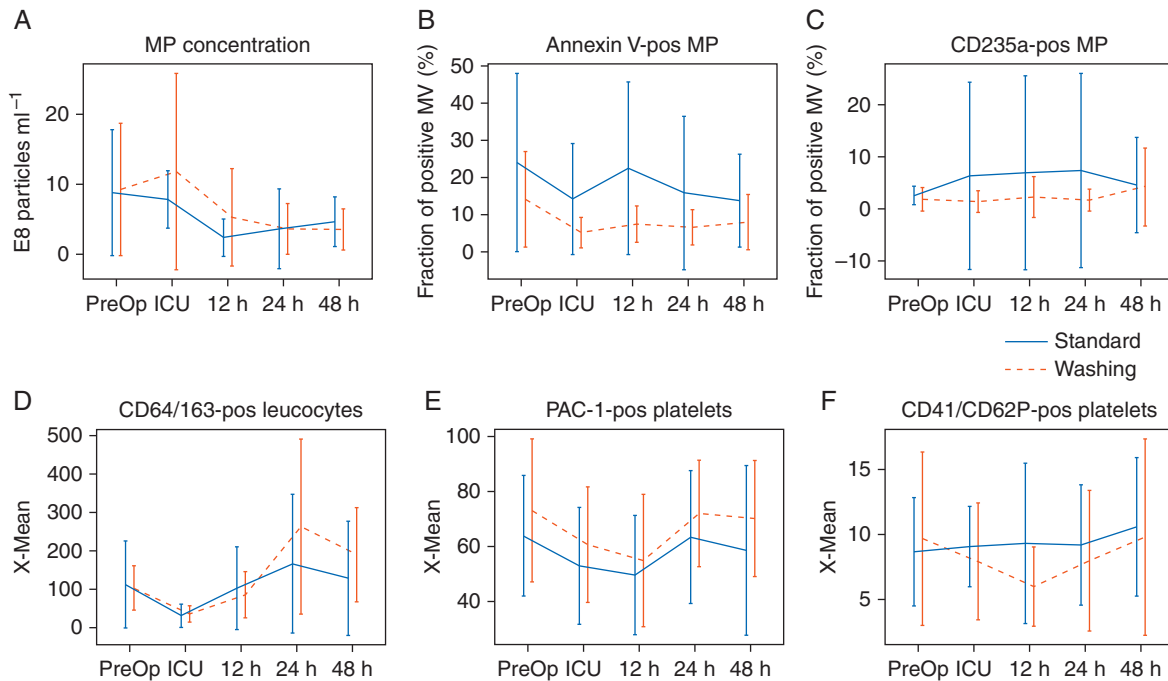 A
MP concentration
E8 particles ml−1
20
10
0
PreOp ICU 12 h 24 h 48 h
B
Annexin V-pos MP
Fraction of positive MV (%)
50
40
30
20
10
0
PreOp ICU 12 h 24 h 48 h
C
CD235a-pos MP
Fraction of positive MV (%)
20
10
0
−10
PreOp ICU 12 h 24 h 48 h
Standard
Washing
D
CD64/163-pos leucocytes
X-Mean
500
400
300
200
100
0
PreOp ICU 12 h 24 h 48 h
E
PAC-1-pos platelets
X-Mean
100
80
60
40
PreOp ICU 12 h 24 h 48 h
F
CD41/CD62P-pos platelets
X-Mean
15
10
5
PreOp ICU 12 h 24 h 48 h